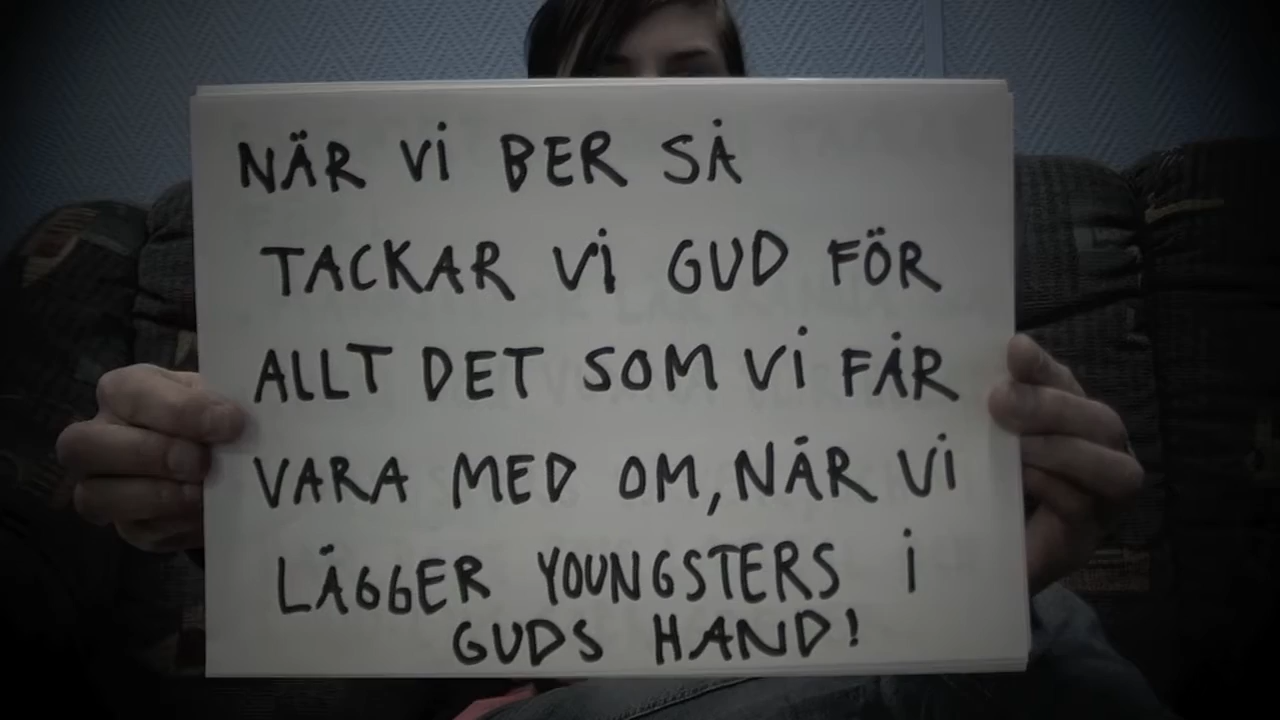 NÄR Vi BER SÅ
TACKAR Vi GUD FÖR
ALLT DET SOM Vi FÅR
VARA MED OM, NÄR Vi
LÄGGER YOUNGSTERS i
GUDS HAND!